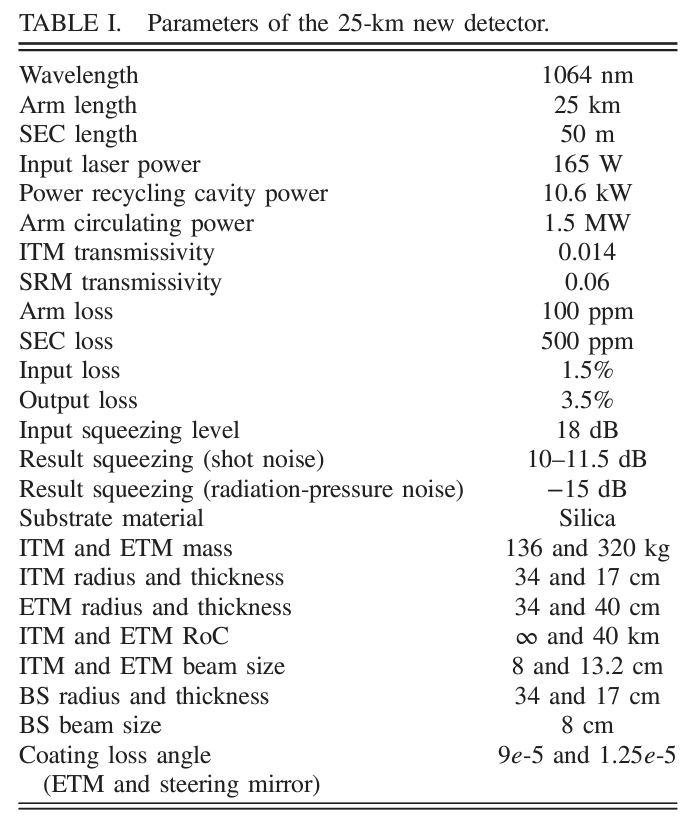 TABLE I. Parameters of the 25-km new detector.
Wavelength 1064 nm
Arm length 25 km
SEC length 50 m
Input laser power 165 W
Power recycling cavity power 10.6 kW
Arm circulating power 1.5 MW
ITM transmissivity 0.014
SRM transmissivity 0.06
Arm loss 100 ppm
SEC loss 500 ppm
Input loss 1.5%
Output loss 3.5%
Input squeezing level 18 dB
Result squeezing (shot noise) 10–11.5 dB
Result squeezing (radiation-pressure noise) −15 dB
Substrate material Silica
ITM and ETM mass 136 and 320 kg
ITM radius and thickness 34 and 17 cm
ETM radius and thickness 34 and 40 cm
ITM and ETM RoC ∞ and 40 km
ITM and ETM beam size 8 and 13.2 cm
BS radius and thickness 34 and 17 cm
BS beam size 8 cm
Coating loss angle 9e-5 and 1.25e-5
(ETM and steering mirror)